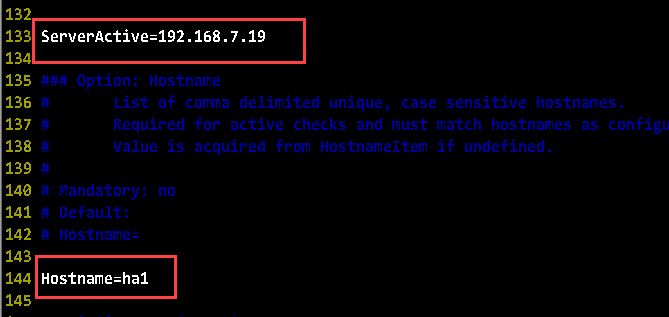 132
133 ServerActive=192.168.7.19
134
135 ### Option: Hostname
136 #       List of comma delimited unique, case sensitive hostnames.
137 #       Required for active checks and must match hostnames as configu
138 #       Value is acquired from HostnameItem if undefined.
139 #
140 # Mandatory: no
141 # Default:
142 # Hostname=
143
144 Hostname=ha1
145